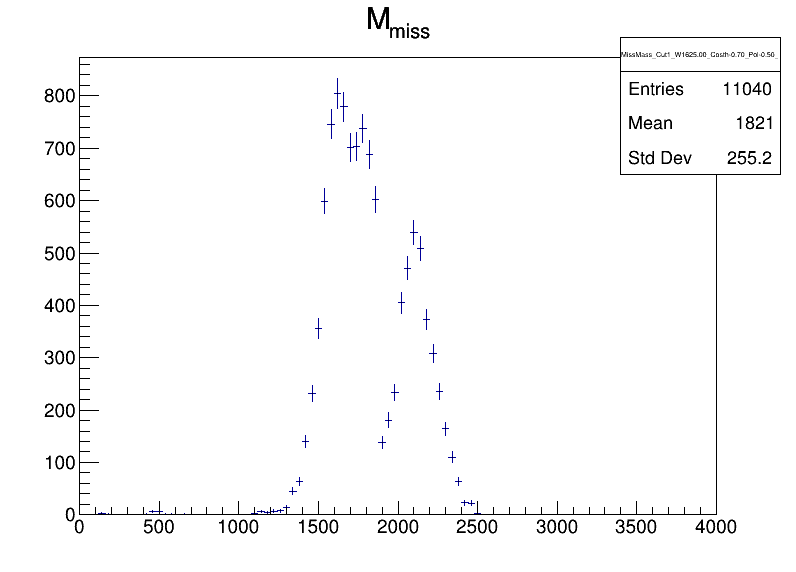 M_miss
MissMass_Cut1_W1625.00_Costh-0.70_Pol-0.50_
Entries 11040
Mean 1821
Std Dev 255.2
800
700
600
500
400
300
200
100
0
0 500 1000 1500 2000 2500 3000 3500 4000